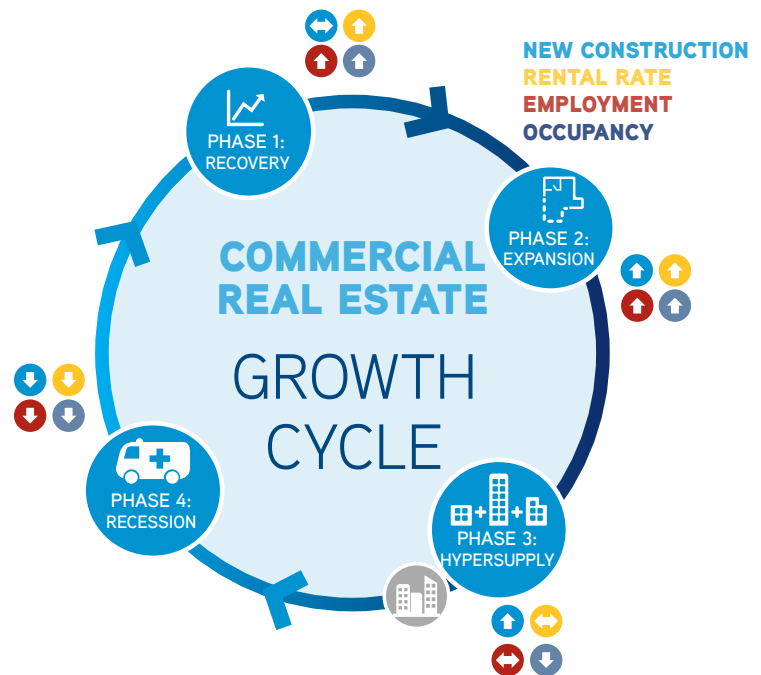 NEW CONSTRUCTION
RENTAL RATE
EMPLOYMENT
OCCUPANCY
PHASE 1:
RECOVERY
PHASE 2:
EXPANSION
COMMERCIAL
REAL ESTATE
GROWTH
CYCLE
PHASE 4:
RECESSION
PHASE 3:
HYPERSUPPLY